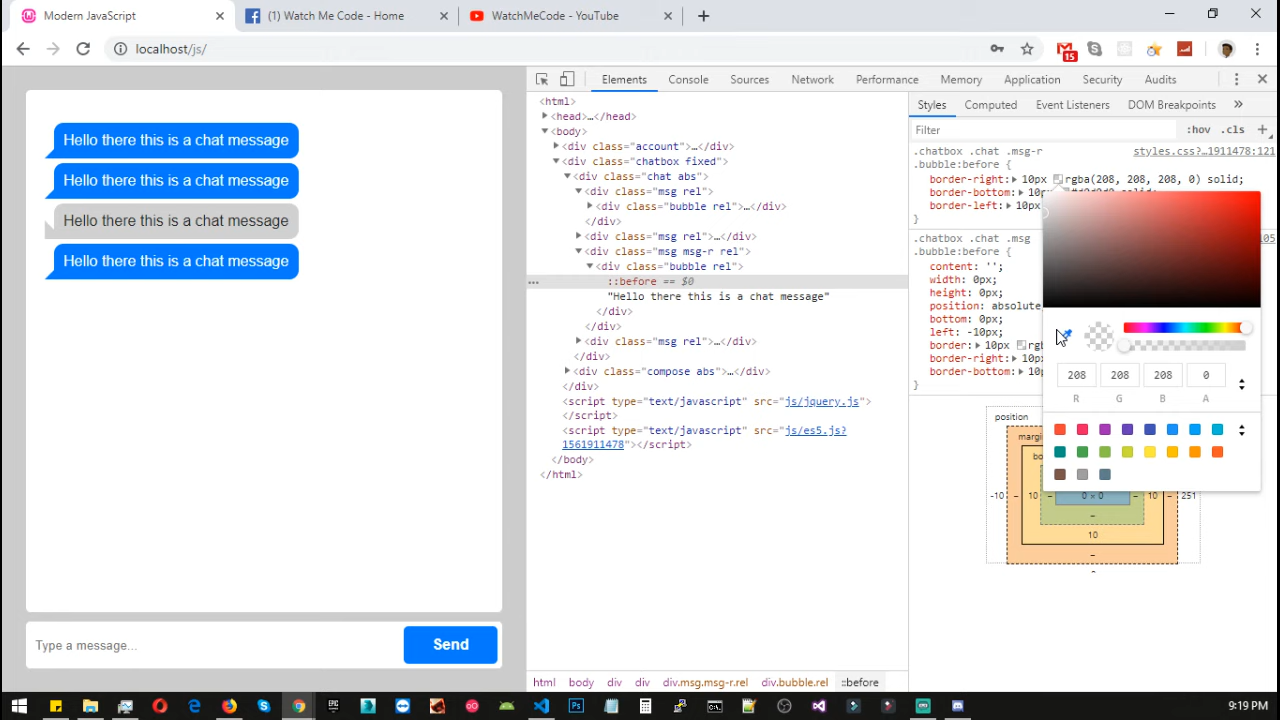 Modern JavaScript
(1) Watch Me Code - Home
WatchMeCode - YouTube
localhost/js/
15
Elements Console Sources Network Performance Memory Application Security Audits
Hello there this is a chat message
Hello there this is a chat message
Hello there this is a chat message
Hello there this is a chat message
Type a message...
Send
<html>
<head>…</head>
<body>
<div class="account">…</div>
<div class="chatbox fixed">
<div class="chat abs">
<div class="msg rel">
<div class="bubble rel">…</div>
</div>
<div class="msg rel">…</div>
<div class="msg msg-r rel">
<div class="bubble rel">
::before == $0
"Hello there this is a chat message"
</div>
</div>
<div class="msg rel">…</div>
</div>
<div class="compose abs">…</div>
</div>
<script type="text/javascript" src="js/jquery.js">
</script>
<script type="text/javascript" src="js/es5.js?
1561911478"></script>
</body>
</html>
html body div div div.msg.msg-r.rel div.bubble.rel ::before
Styles Computed Event Listeners DOM Breakpoints »
Filter
:hov .cls +
.chatbox .chat .msg-r styles.css?…1911478:121
.bubble:before {
border-right: 10px rgba(208, 208, 208, 0) solid;
border-bottom: 10px
border-left: 10px
}
.chatbox .chat .msg
.bubble:before {
content: '';
width: 0px;
height: 0px;
position: absolute
bottom: 0px;
left: -10px;
border: 10px rg
border-right: 10px
border-bottom: 10px
}
208 208 208 0
R G B A
position
-10 – 10 0 × 0 – 10 – 251
–
10
–
9:19 PM